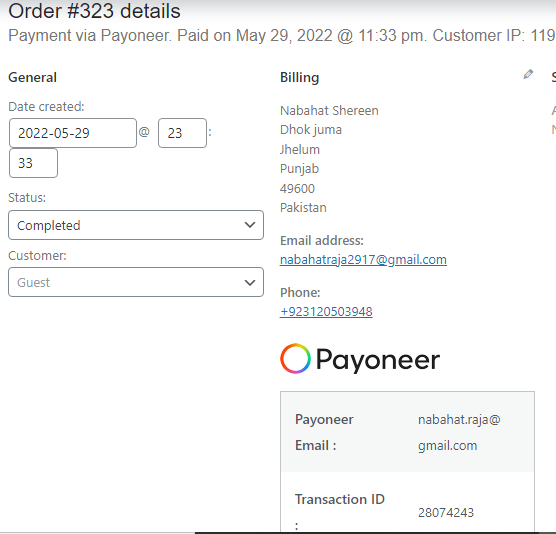 Order #323 details
Payment via Payoneer. Paid on May 29, 2022 @ 11:33 pm. Customer IP: 119
General
Date created:
2022-05-29 @ 23 :
33
Status:
Completed
Customer:
Guest
Billing
Nabahat Shereen
Dhok juma
Jhelum
Punjab
49600
Pakistan
Email address:
nabahatraja2917@gmail.com
Phone:
+923120503948
Payoneer
Payoneer
Email :
nabahat.raja@
gmail.com
Transaction ID
:
28074243